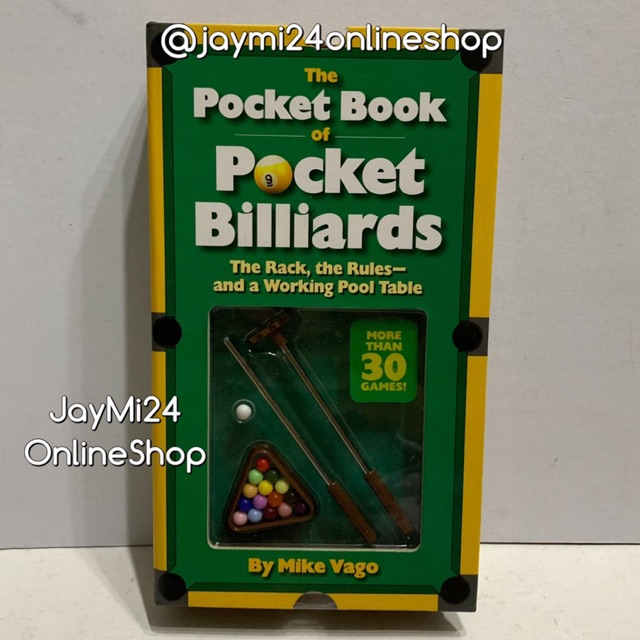 @jaymi24onlineshop
The
Pocket Book
of
Pocket
9
Billiards
The Rack, the Rules—
and a Working Pool Table
MORE
THAN
30
GAMES!
JayMi24
OnlineShop
By Mike Vago